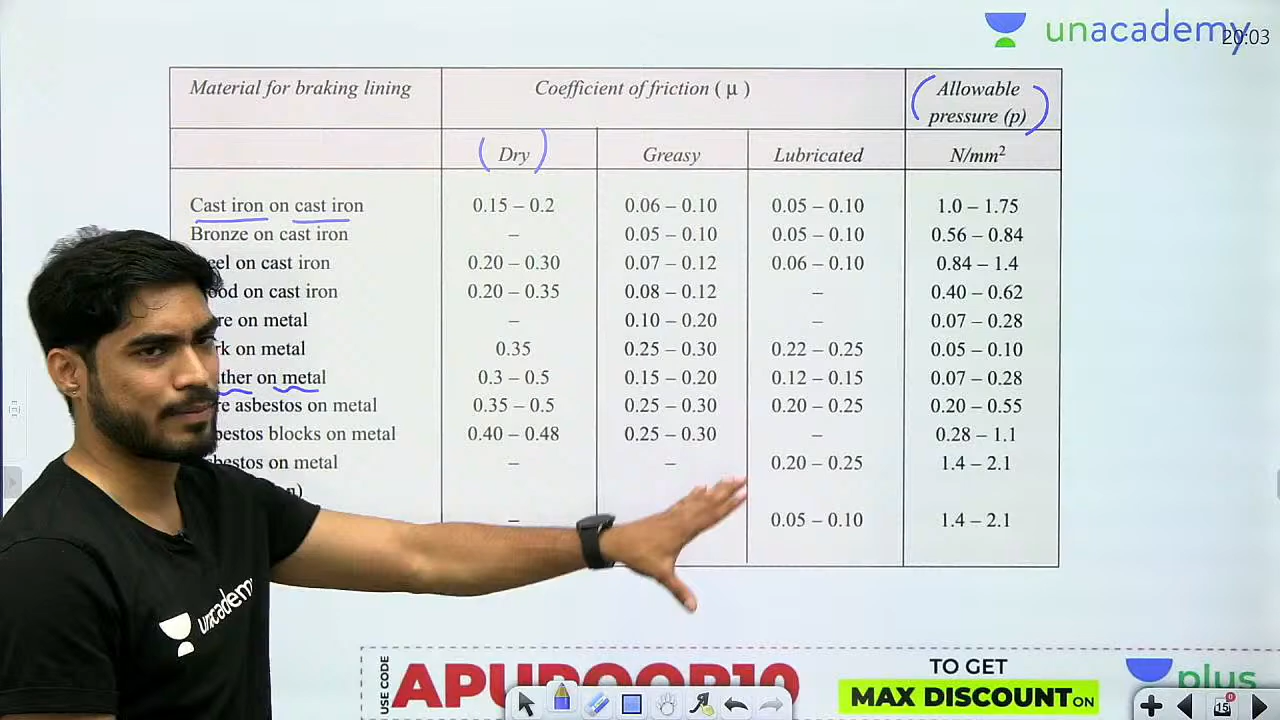 unacademy
20:03
Material for braking lining Coefficient of friction ( µ ) Allowable
pressure (p)
Dry Greasy Lubricated N/mm²
Cast iron on cast iron 0.15 – 0.2 0.06 – 0.10 0.05 – 0.10 1.0 – 1.75
Bronze on cast iron – 0.05 – 0.10 0.05 – 0.10 0.56 – 0.84
on cast iron 0.20 – 0.30 0.07 – 0.12 0.06 – 0.10 0.84 – 1.4
on cast iron 0.20 – 0.35 0.08 – 0.12 – 0.40 – 0.62
on metal – 0.10 – 0.20 – 0.07 – 0.28
on metal 0.35 0.25 – 0.30 0.22 – 0.25 0.05 – 0.10
on metal 0.3 – 0.5 0.15 – 0.20 0.12 – 0.15 0.07 – 0.28
asbestos on metal 0.35 – 0.5 0.25 – 0.30 0.20 – 0.25 0.20 – 0.55
blocks on metal 0.40 – 0.48 0.25 – 0.30 – 0.28 – 1.1
on metal – – 0.20 – 0.25 1.4 – 2.1
– 0.05 – 0.10 1.4 – 2.1
unacademy
USE CODE
TO GET
MAX DISCOUNT ON
plus
15
0